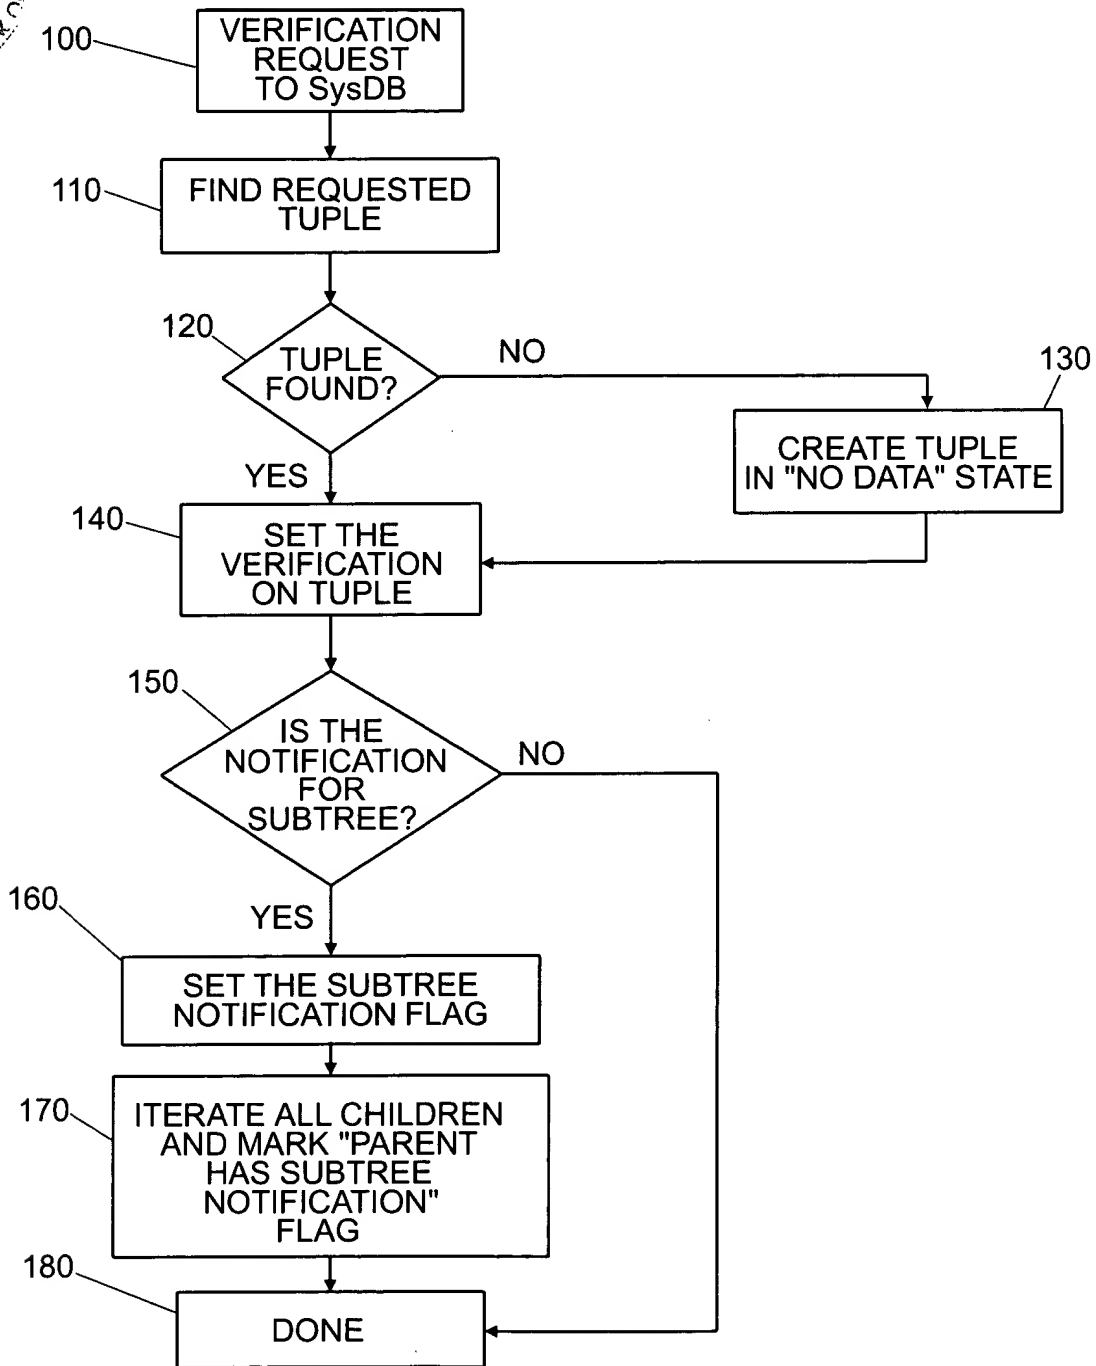 100
VERIFICATION
REQUEST
TO SysDB
110
FIND REQUESTED
TUPLE
120
TUPLE
FOUND?
NO
130
CREATE TUPLE
IN "NO DATA" STATE
YES
140
SET THE
VERIFICATION
ON TUPLE
150
IS THE
NOTIFICATION
FOR
SUBTREE?
NO
YES
160
SET THE SUBTREE
NOTIFICATION FLAG
170
ITERATE ALL CHILDREN
AND MARK "PARENT
HAS SUBTREE
NOTIFICATION"
FLAG
180
DONE